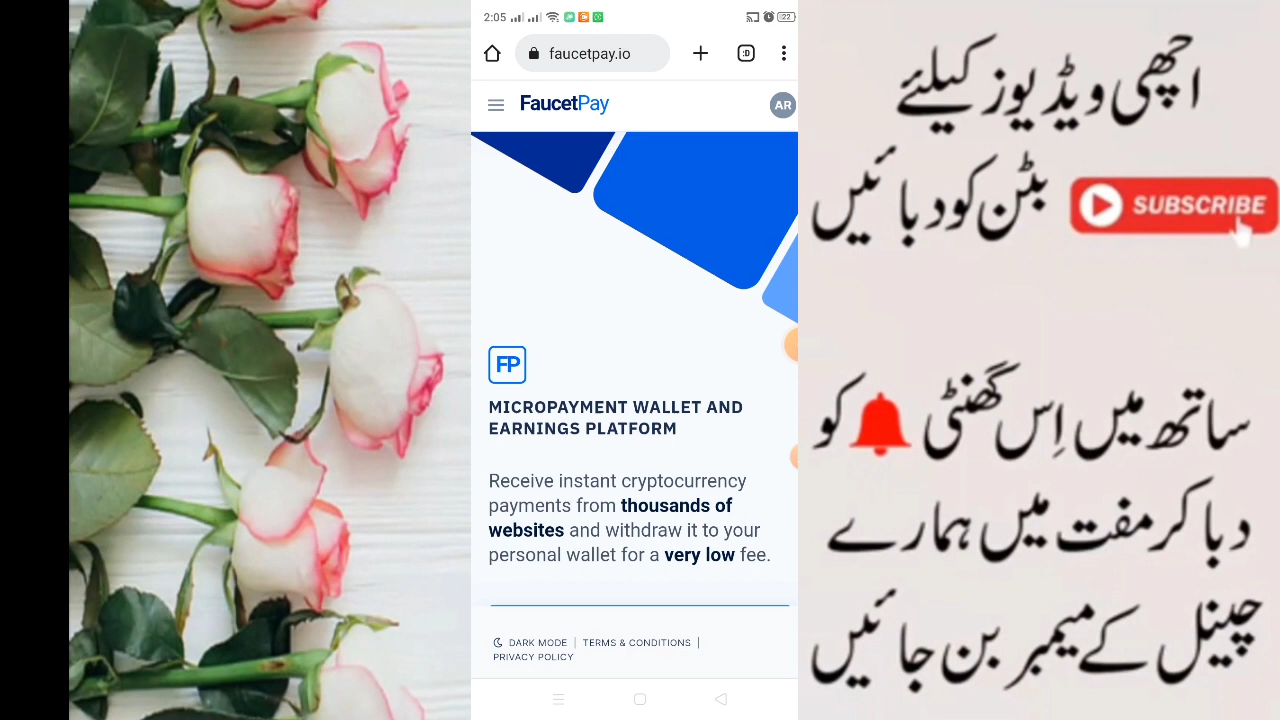 2:05
22
faucetpay.io
:D
FaucetPay
AR
FP
MICROPAYMENT WALLET AND
EARNINGS PLATFORM
Receive instant cryptocurrency
payments from thousands of
websites and withdraw it to your
personal wallet for a very low fee.
DARK MODE | TERMS & CONDITIONS |
PRIVACY POLICY
اچھی ویڈیوز کیلئے
SUBSCRIBE بٹن کو دبائیں
ساتھ میں اِس گھنٹی کو
دبا کر مفت میں ہمارے
چینل کے میمبر بن جائیں